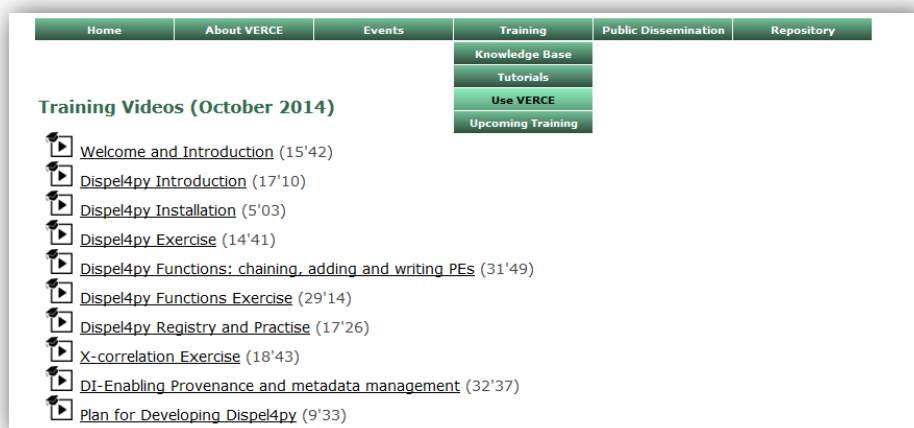 Home About VERCE Events Training Public Dissemination Repository
Knowledge Base
Tutorials
Use VERCE
Upcoming Training
Training Videos (October 2014)
Welcome and Introduction (15'42)
Dispel4py Introduction (17'10)
Dispel4py Installation (5'03)
Dispel4py Exercise (14'41)
Dispel4py Functions: chaining, adding and writing PEs (31'49)
Dispel4py Functions Exercise (29'14)
Dispel4py Registry and Practise (17'26)
X-correlation Exercise (18'43)
DI-Enabling Provenance and metadata management (32'37)
Plan for Developing Dispel4py (9'33)